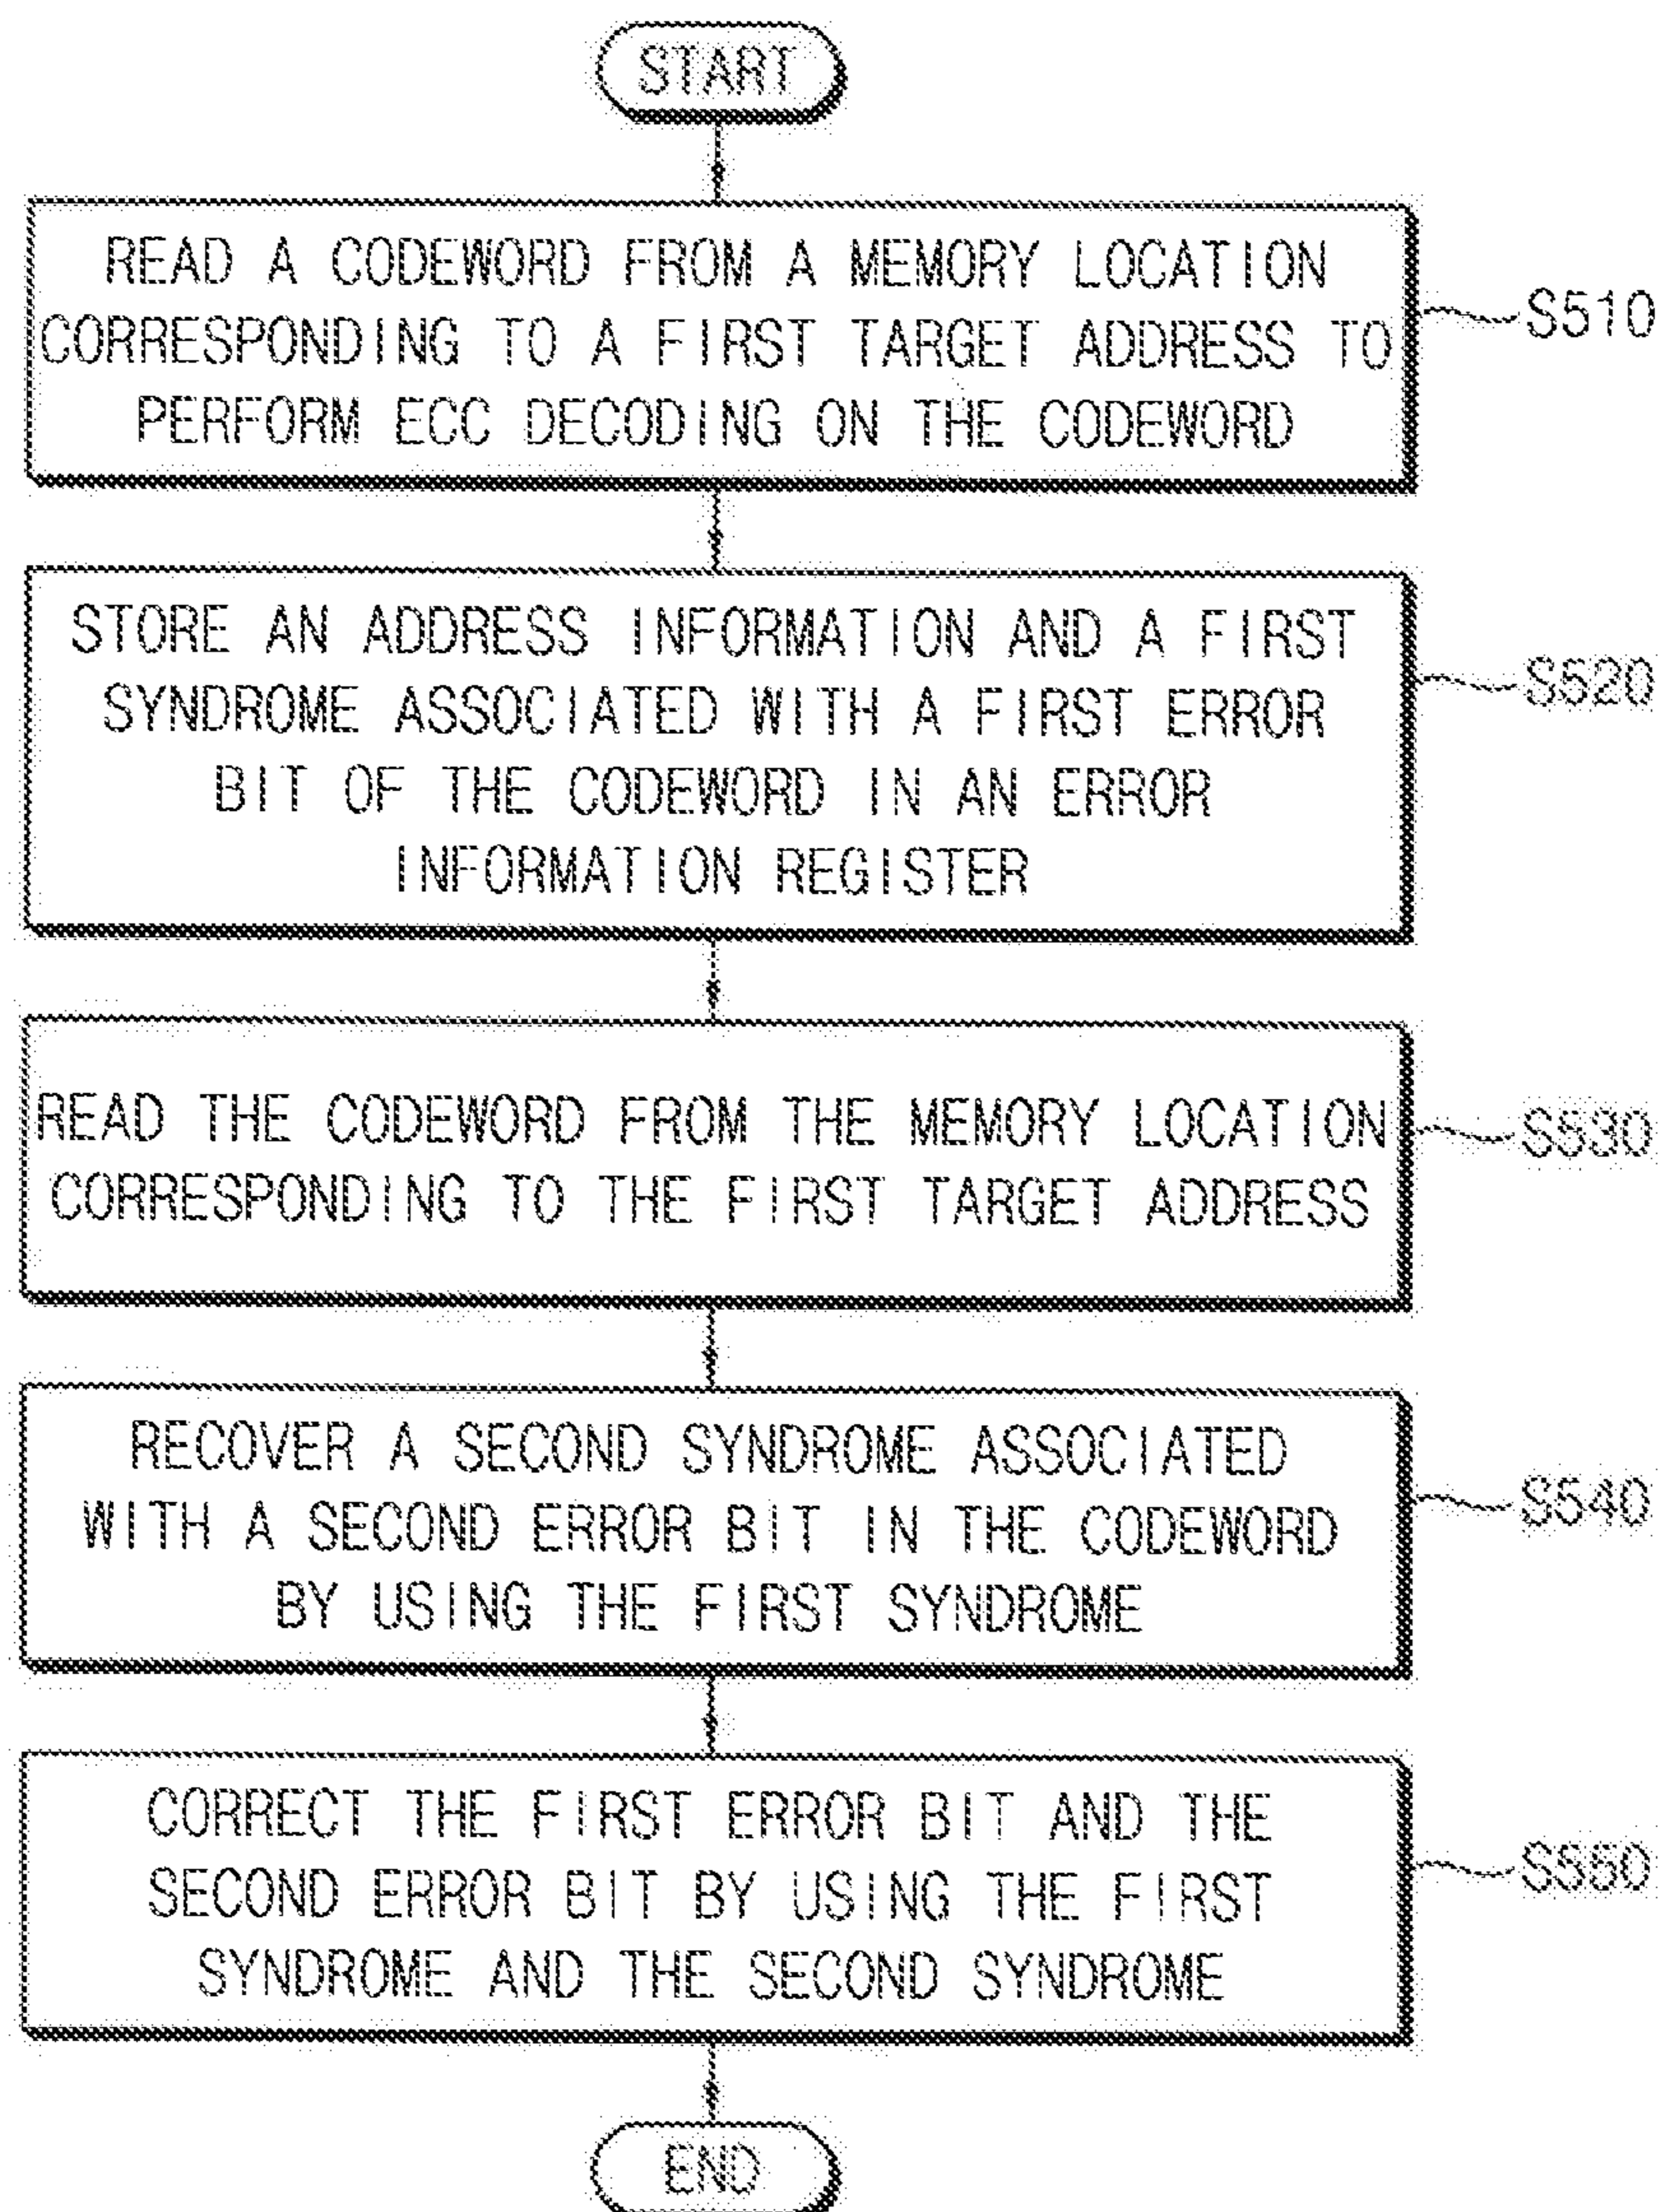 START
READ A CODEWORD FROM A MEMORY LOCATION
CORRESPONDING TO A FIRST TARGET ADDRESS TO
PERFORM ECC DECODING ON THE CODEWORD
S510
STORE AN ADDRESS INFORMATION AND A FIRST
SYNDROME ASSOCIATED WITH A FIRST ERROR
BIT OF THE CODEWORD IN AN ERROR
INFORMATION REGISTER
S520
READ THE CODEWORD FROM THE MEMORY LOCATION
CORRESPONDING TO THE FIRST TARGET ADDRESS
S530
RECOVER A SECOND SYNDROME ASSOCIATED
WITH A SECOND ERROR BIT IN THE CODEWORD
BY USING THE FIRST SYNDROME
S540
CORRECT THE FIRST ERROR BIT AND THE
SECOND ERROR BIT BY USING THE FIRST
SYNDROME AND THE SECOND SYNDROME
S550
END